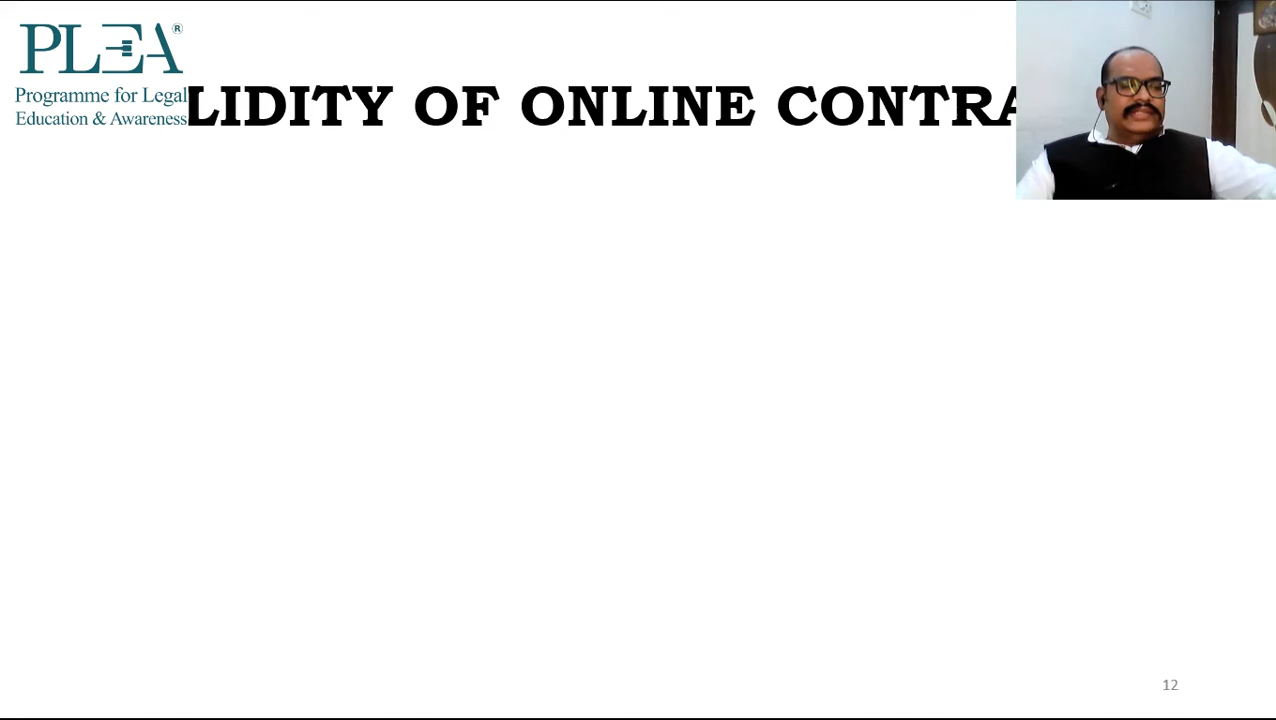 PLEA®
Programme for Legal
Education & Awareness
LIDITY OF ONLINE CONTRA
12